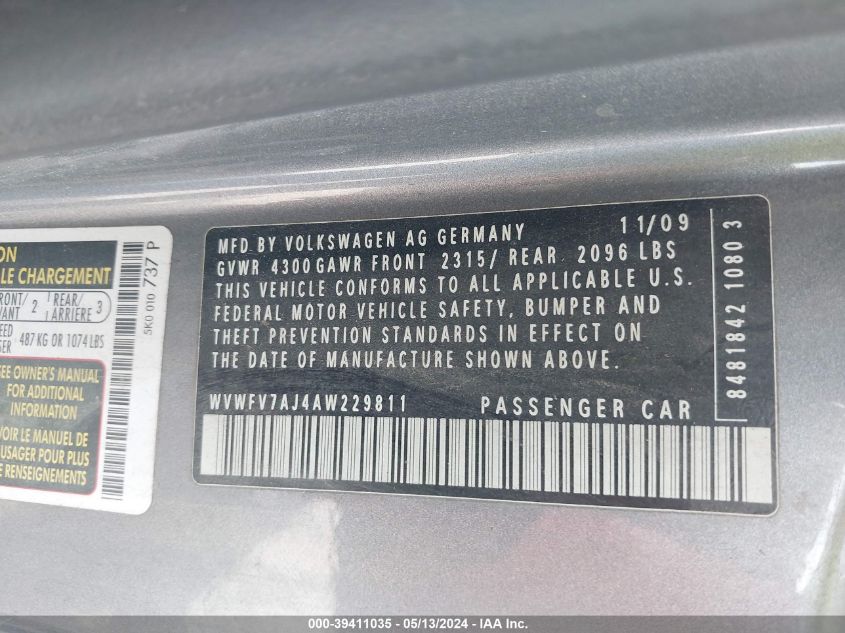 ON
LE CHARGEMENT
RONT/ 2 REAR/ 3
VANT ARRIERE
487 KG OR 1074 LBS
SEE OWNER'S MANUAL
FOR ADDITIONAL
INFORMATION
VOIR LE MANUEL DE
USAGER POUR PLUS
E RENSEIGNEMENTS
5K0 010 737 P
MFD BY VOLKSWAGEN AG GERMANY 11/09
GVWR 4300 GAWR FRONT 2315/ REAR 2096 LBS
THIS VEHICLE CONFORMS TO ALL APPLICABLE U.S.
FEDERAL MOTOR VEHICLE SAFETY, BUMPER AND
THEFT PREVENTION STANDARDS IN EFFECT ON
THE DATE OF MANUFACTURE SHOWN ABOVE.
WVWFV7AJ4AW229811 PASSENGER CAR
8481842 1080 3
000-39411035 - 05/13/2024 - IAA Inc.